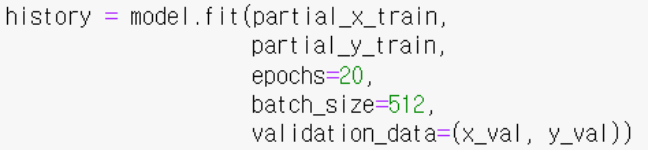 history = model.fit(partial_x_train,
                    partial_y_train,
                    epochs=20,
                    batch_size=512,
                    validation_data=(x_val, y_val))